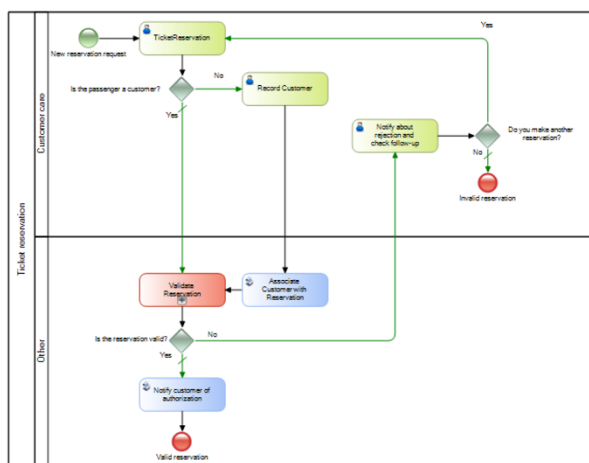 Ticket reservation
Customer care
Yes
TicketReservation
New reservation request
Is the passenger a customer?
No
Record Customer
Yes
Notify about
rejection and
check follow-up
Do you make another
reservation?
No
Invalid reservation
Other
Validate
Reservation
Associate
Customer with
Reservation
Is the reservation valid?
No
Yes
Notify customer of
authorization
Valid reservation